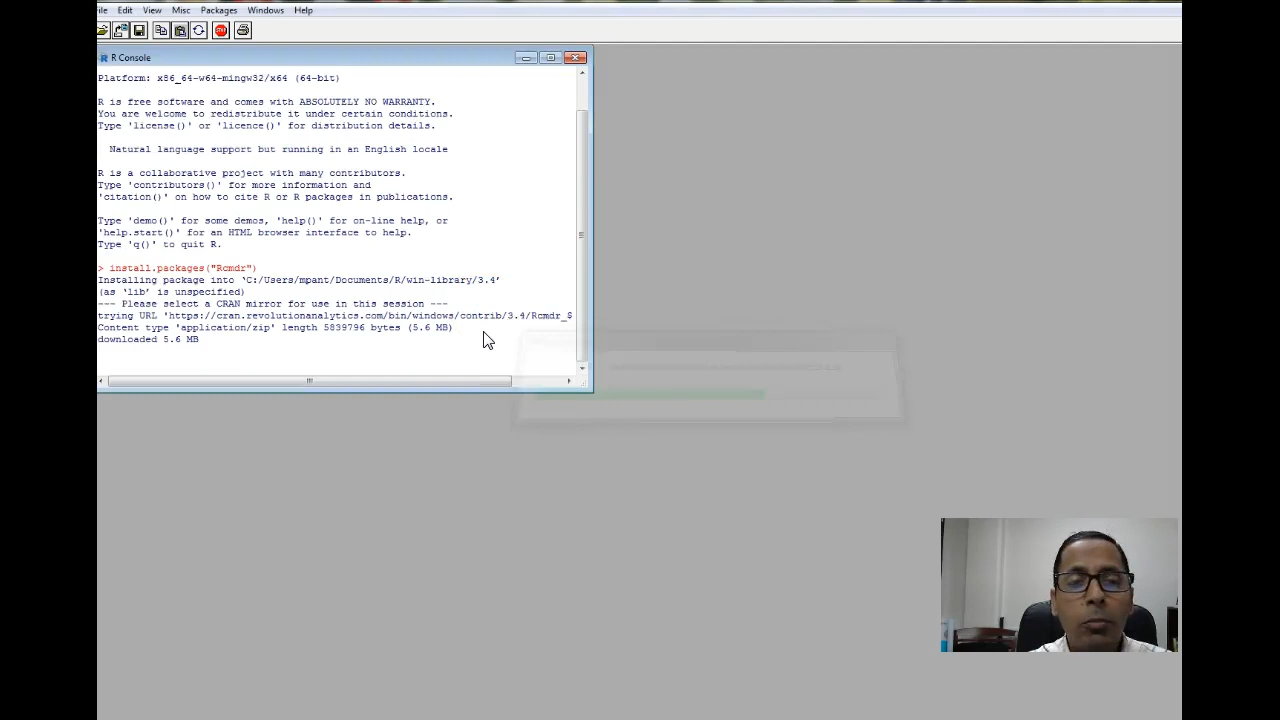 ile Edit View Misc Packages Windows Help
STOP
R Console
Platform: x86_64-w64-mingw32/x64 (64-bit)
R is free software and comes with ABSOLUTELY NO WARRANTY.
You are welcome to redistribute it under certain conditions.
Type 'license()' or 'licence()' for distribution details.
Natural language support but running in an English locale
R is a collaborative project with many contributors.
Type 'contributors()' for more information and
'citation()' on how to cite R or R packages in publications.
Type 'demo()' for some demos, 'help()' for on-line help, or
'help.start()' for an HTML browser interface to help.
Type 'q()' to quit R.
> install.packages("Rcmdr")
Installing package into ‘C:/Users/mpant/Documents/R/win-library/3.4’
(as ‘lib’ is unspecified)
--- Please select a CRAN mirror for use in this session ---
trying URL 'https://cran.revolutionanalytics.com/bin/windows/contrib/3.4/Rcmdr_$
Content type 'application/zip' length 5839796 bytes (5.6 MB)
downloaded 5.6 MB